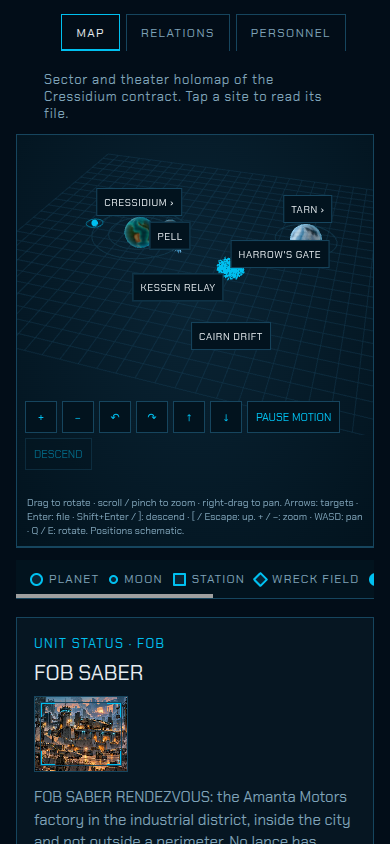 MAP
RELATIONS
PERSONNEL
Sector and theater holomap of the
Cressidium contract. Tap a site to read its
file.
CRESSIDIUM ›
TARN ›
PELL
HARROW'S GATE
KESSEN RELAY
CAIRN DRIFT
+ − ↶ ↷ ↑ ↓ PAUSE MOTION
DESCEND
Drag to rotate · scroll / pinch to zoom · right-drag to pan. Arrows: targets ·
Enter: file · Shift+Enter / ]: descend · [ / Escape: up. + / −: zoom · WASD: pan
· Q / E: rotate. Positions schematic.
PLANET MOON STATION WRECK FIELD
UNIT STATUS · FOB
FOB SABER
FOB SABER RENDEZVOUS: the Amanta Motors
factory in the industrial district, inside the city
and not outside a perimeter. No lance has